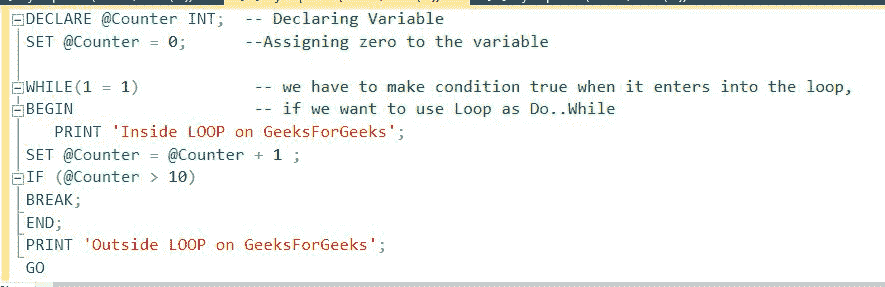 DECLARE @Counter INT;  -- Declaring Variable
SET @Counter = 0;      --Assigning zero to the variable
WHILE(1 = 1)            -- we have to make condition true when it enters into the loop,
BEGIN                   -- if we want to use Loop as Do..While
   PRINT 'Inside LOOP on GeeksForGeeks';
SET @Counter = @Counter + 1 ;
IF (@Counter > 10)
BREAK;
END;
PRINT 'Outside LOOP on GeeksForGeeks';
GO